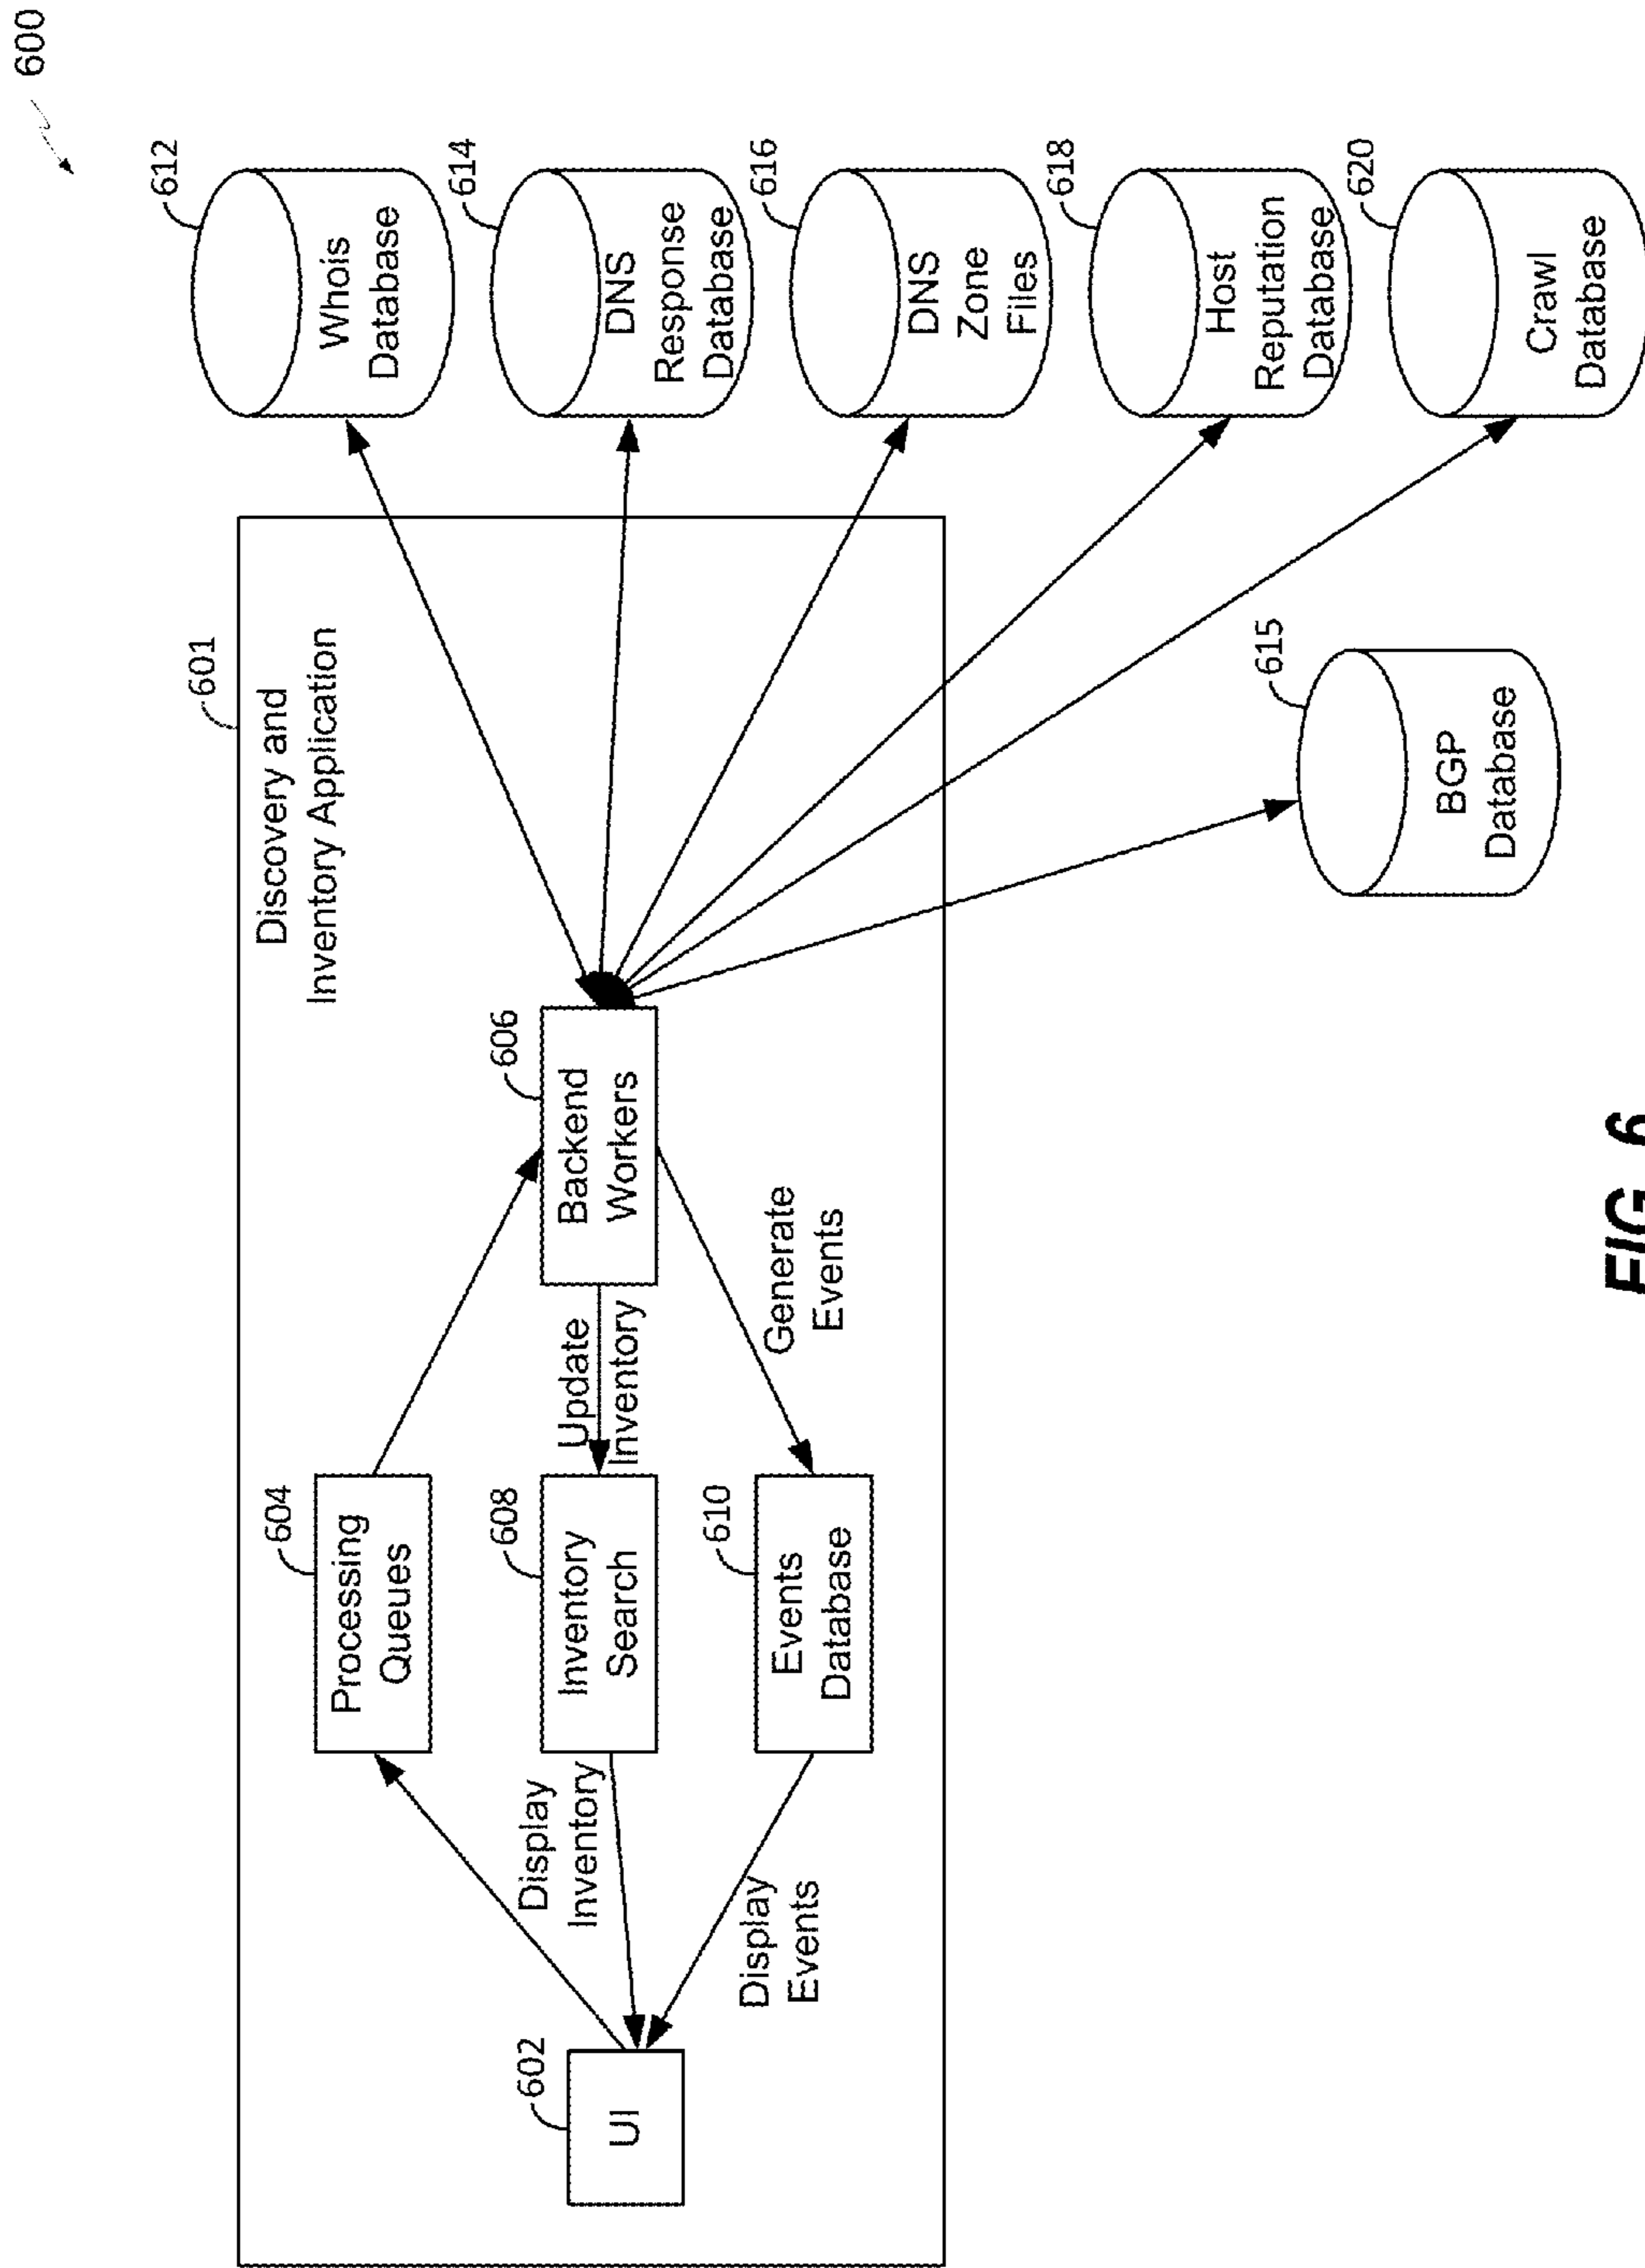 600
601
Discovery and
Inventory Application
602
UI
604
Processing
Queues
606
Backend
Workers
608
Inventory
Search
610
Events
Database
Display
Inventory
Display
Events
Update
Inventory
Generate
Events
612
Whois
Database
614
DNS
Response
Database
616
DNS
Zone
Files
618
Host
Reputation
Database
620
Crawl
Database
615
BGP
Database
FIG. 6